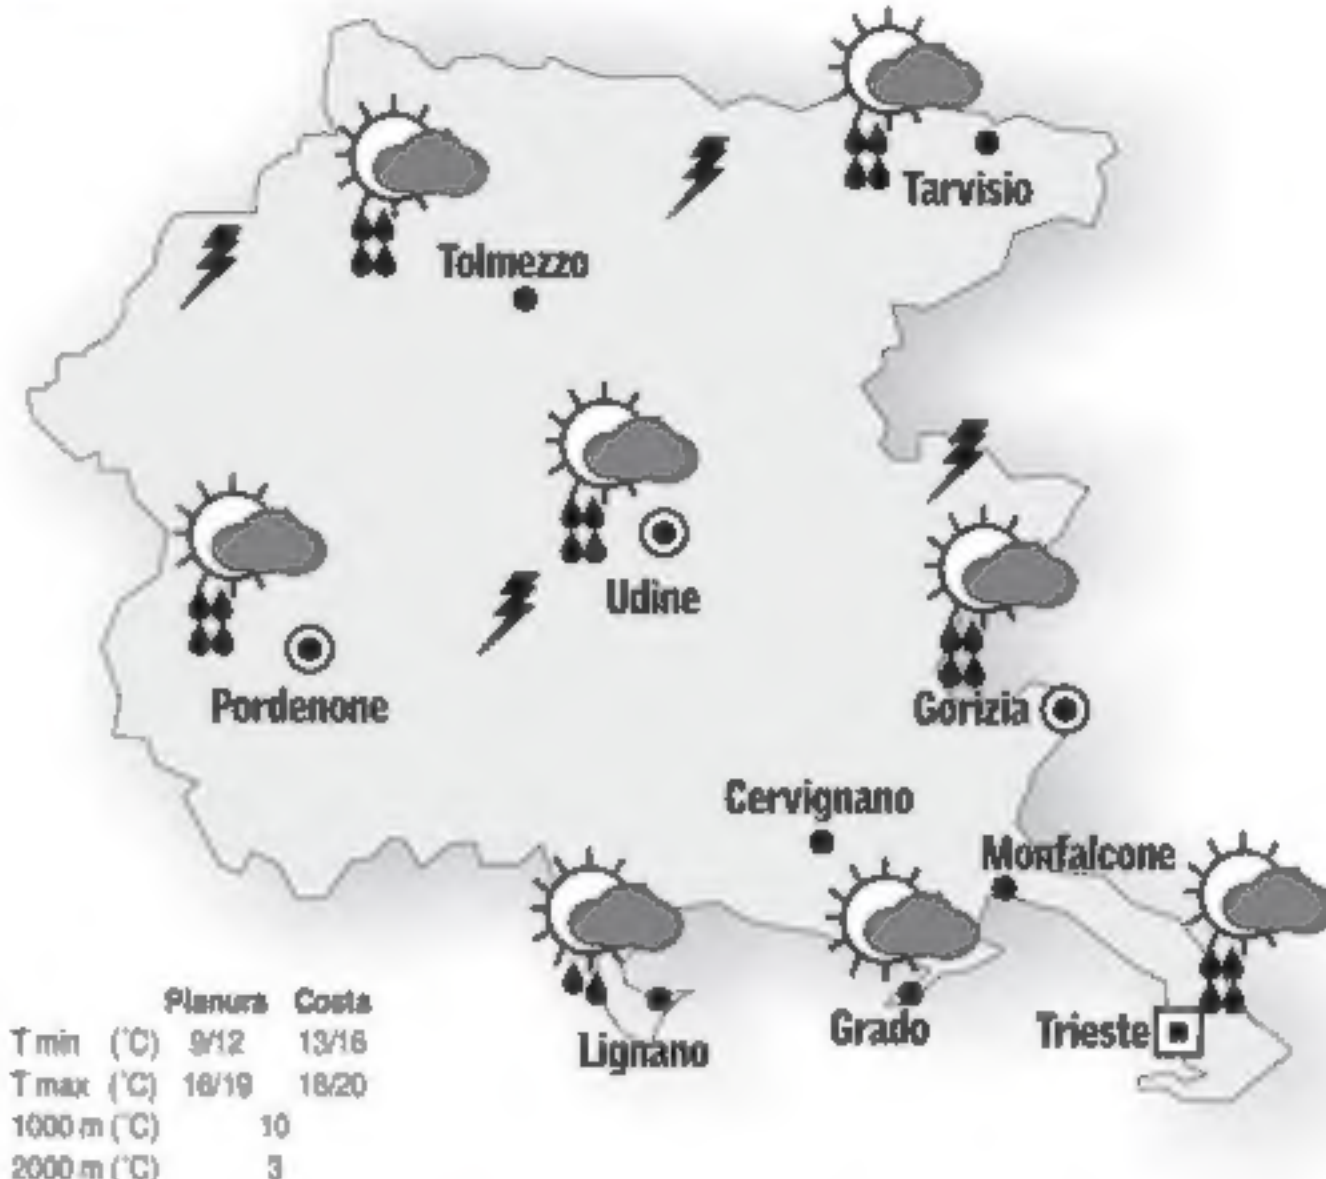 Tarvisio
Tolmezzo
Udine
Pordenone
Gorizia
Cervignano
Monfalcone
Grado
Trieste
Lignano
Pianura Costa
T min (°C) 9/12 13/16
T max (°C) 16/19 18/20
1000 m (°C) 10
2000 m (°C) 3